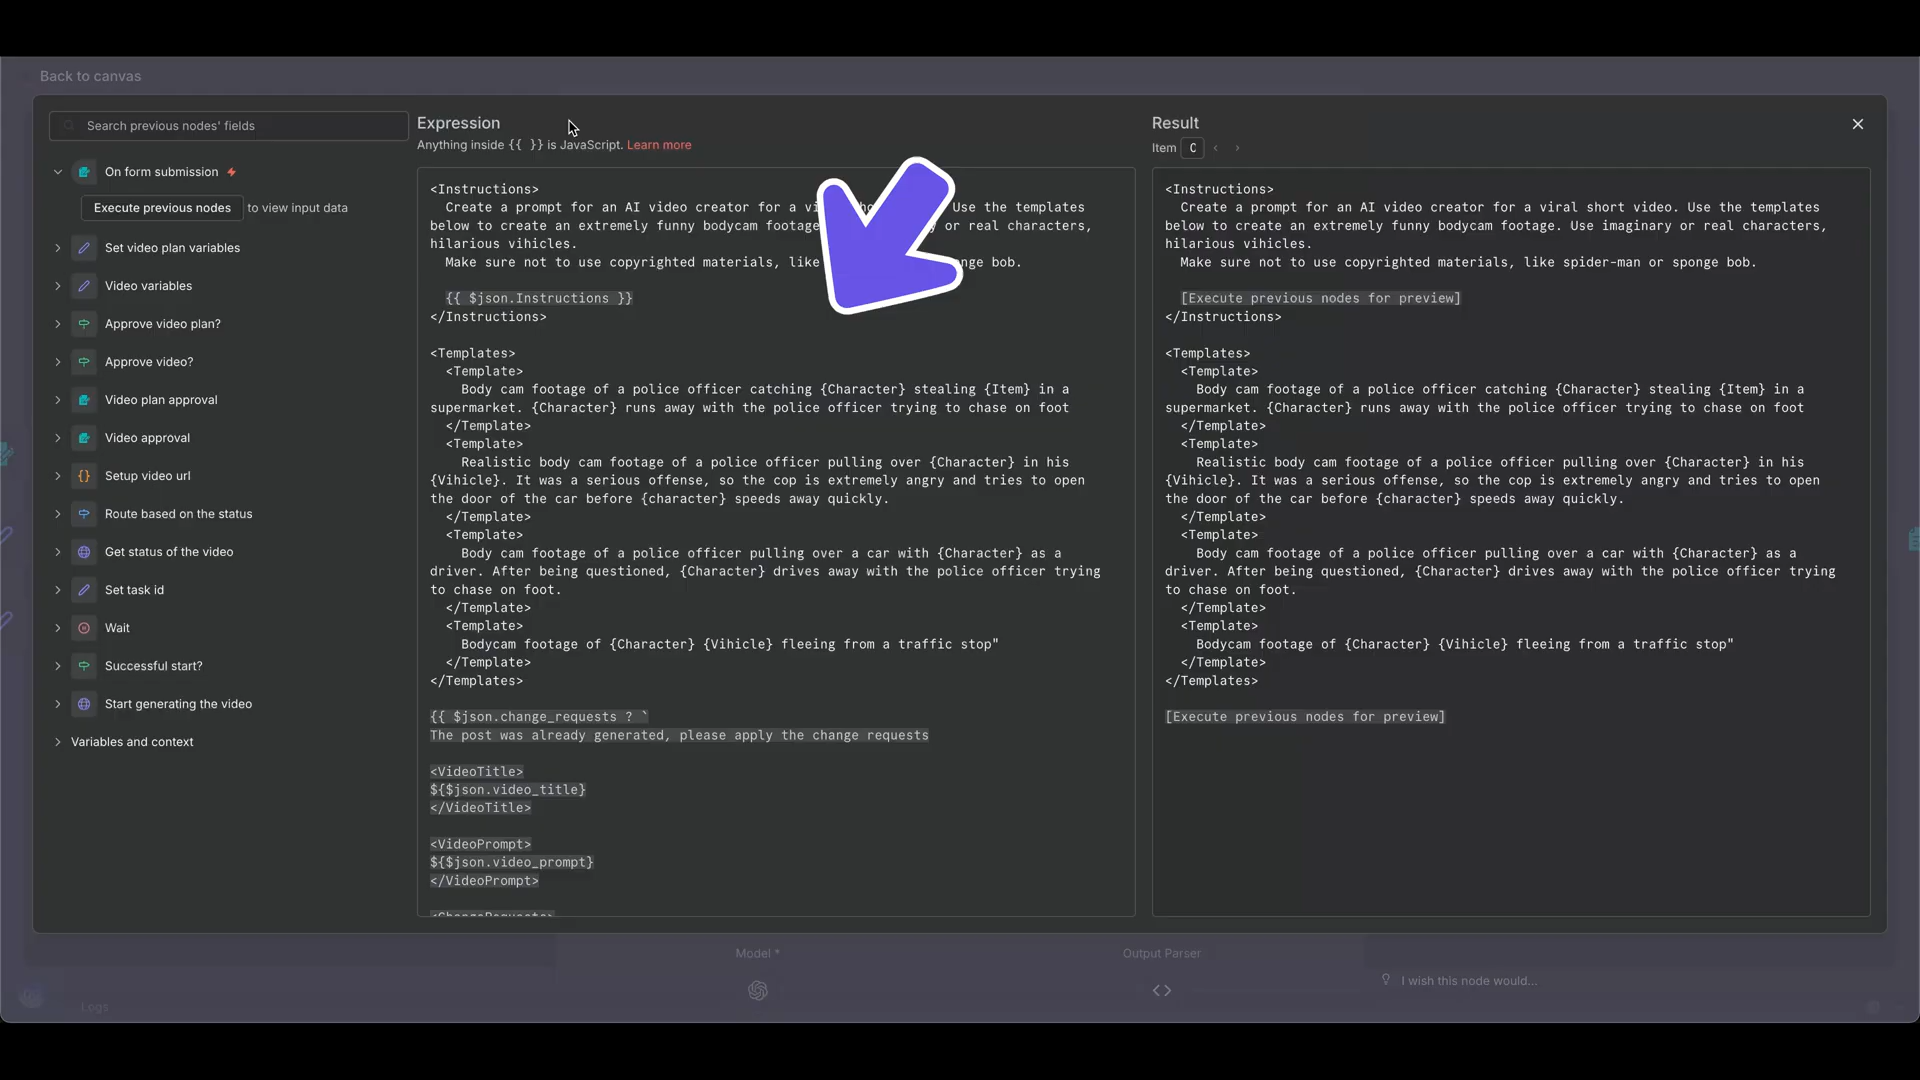 Back to canvas
Search previous nodes' fields
On form submission
Execute previous nodes to view input data
Set video plan variables
Video variables
Approve video plan?
Approve video?
Video plan approval
Video approval
Setup video url
Route based on the status
Get status of the video
Set task id
Wait
Successful start?
Start generating the video
Variables and context
Expression
Anything inside {{ }} is JavaScript. Learn more
<Instructions>
Create a prompt for an AI video creator for a vi Use the templates
below to create an extremely funny bodycam footage or real characters,
hilarious vihicles.
Make sure not to use copyrighted materials, like nge bob.
{{ $json.Instructions }}
</Instructions>
<Templates>
<Template>
Body cam footage of a police officer catching {Character} stealing {Item} in a
supermarket. {Character} runs away with the police officer trying to chase on foot
</Template>
<Template>
Realistic body cam footage of a police officer pulling over {Character} in his
{Vihicle}. It was a serious offense, so the cop is extremely angry and tries to open
the door of the car before {character} speeds away quickly.
</Template>
<Template>
Body cam footage of a police officer pulling over a car with {Character} as a
driver. After being questioned, {Character} drives away with the police officer trying
to chase on foot.
</Template>
<Template>
Bodycam footage of {Character} {Vihicle} fleeing from a traffic stop"
</Template>
</Templates>
{{ $json.change_requests ? `
The post was already generated, please apply the change requests
<VideoTitle>
${$json.video_title}
</VideoTitle>
<VideoPrompt>
${$json.video_prompt}
</VideoPrompt>
<ChangeRequests>
Result
Item C
<Instructions>
Create a prompt for an AI video creator for a viral short video. Use the templates
below to create an extremely funny bodycam footage. Use imaginary or real characters,
hilarious vihicles.
Make sure not to use copyrighted materials, like spider-man or sponge bob.
[Execute previous nodes for preview]
</Instructions>
<Templates>
<Template>
Body cam footage of a police officer catching {Character} stealing {Item} in a
supermarket. {Character} runs away with the police officer trying to chase on foot
</Template>
<Template>
Realistic body cam footage of a police officer pulling over {Character} in his
{Vihicle}. It was a serious offense, so the cop is extremely angry and tries to open
the door of the car before {character} speeds away quickly.
</Template>
<Template>
Body cam footage of a police officer pulling over a car with {Character} as a
driver. After being questioned, {Character} drives away with the police officer trying
to chase on foot.
</Template>
<Template>
Bodycam footage of {Character} {Vihicle} fleeing from a traffic stop"
</Template>
</Templates>
[Execute previous nodes for preview]
Model *
Output Parser
I wish this node would...
Logs